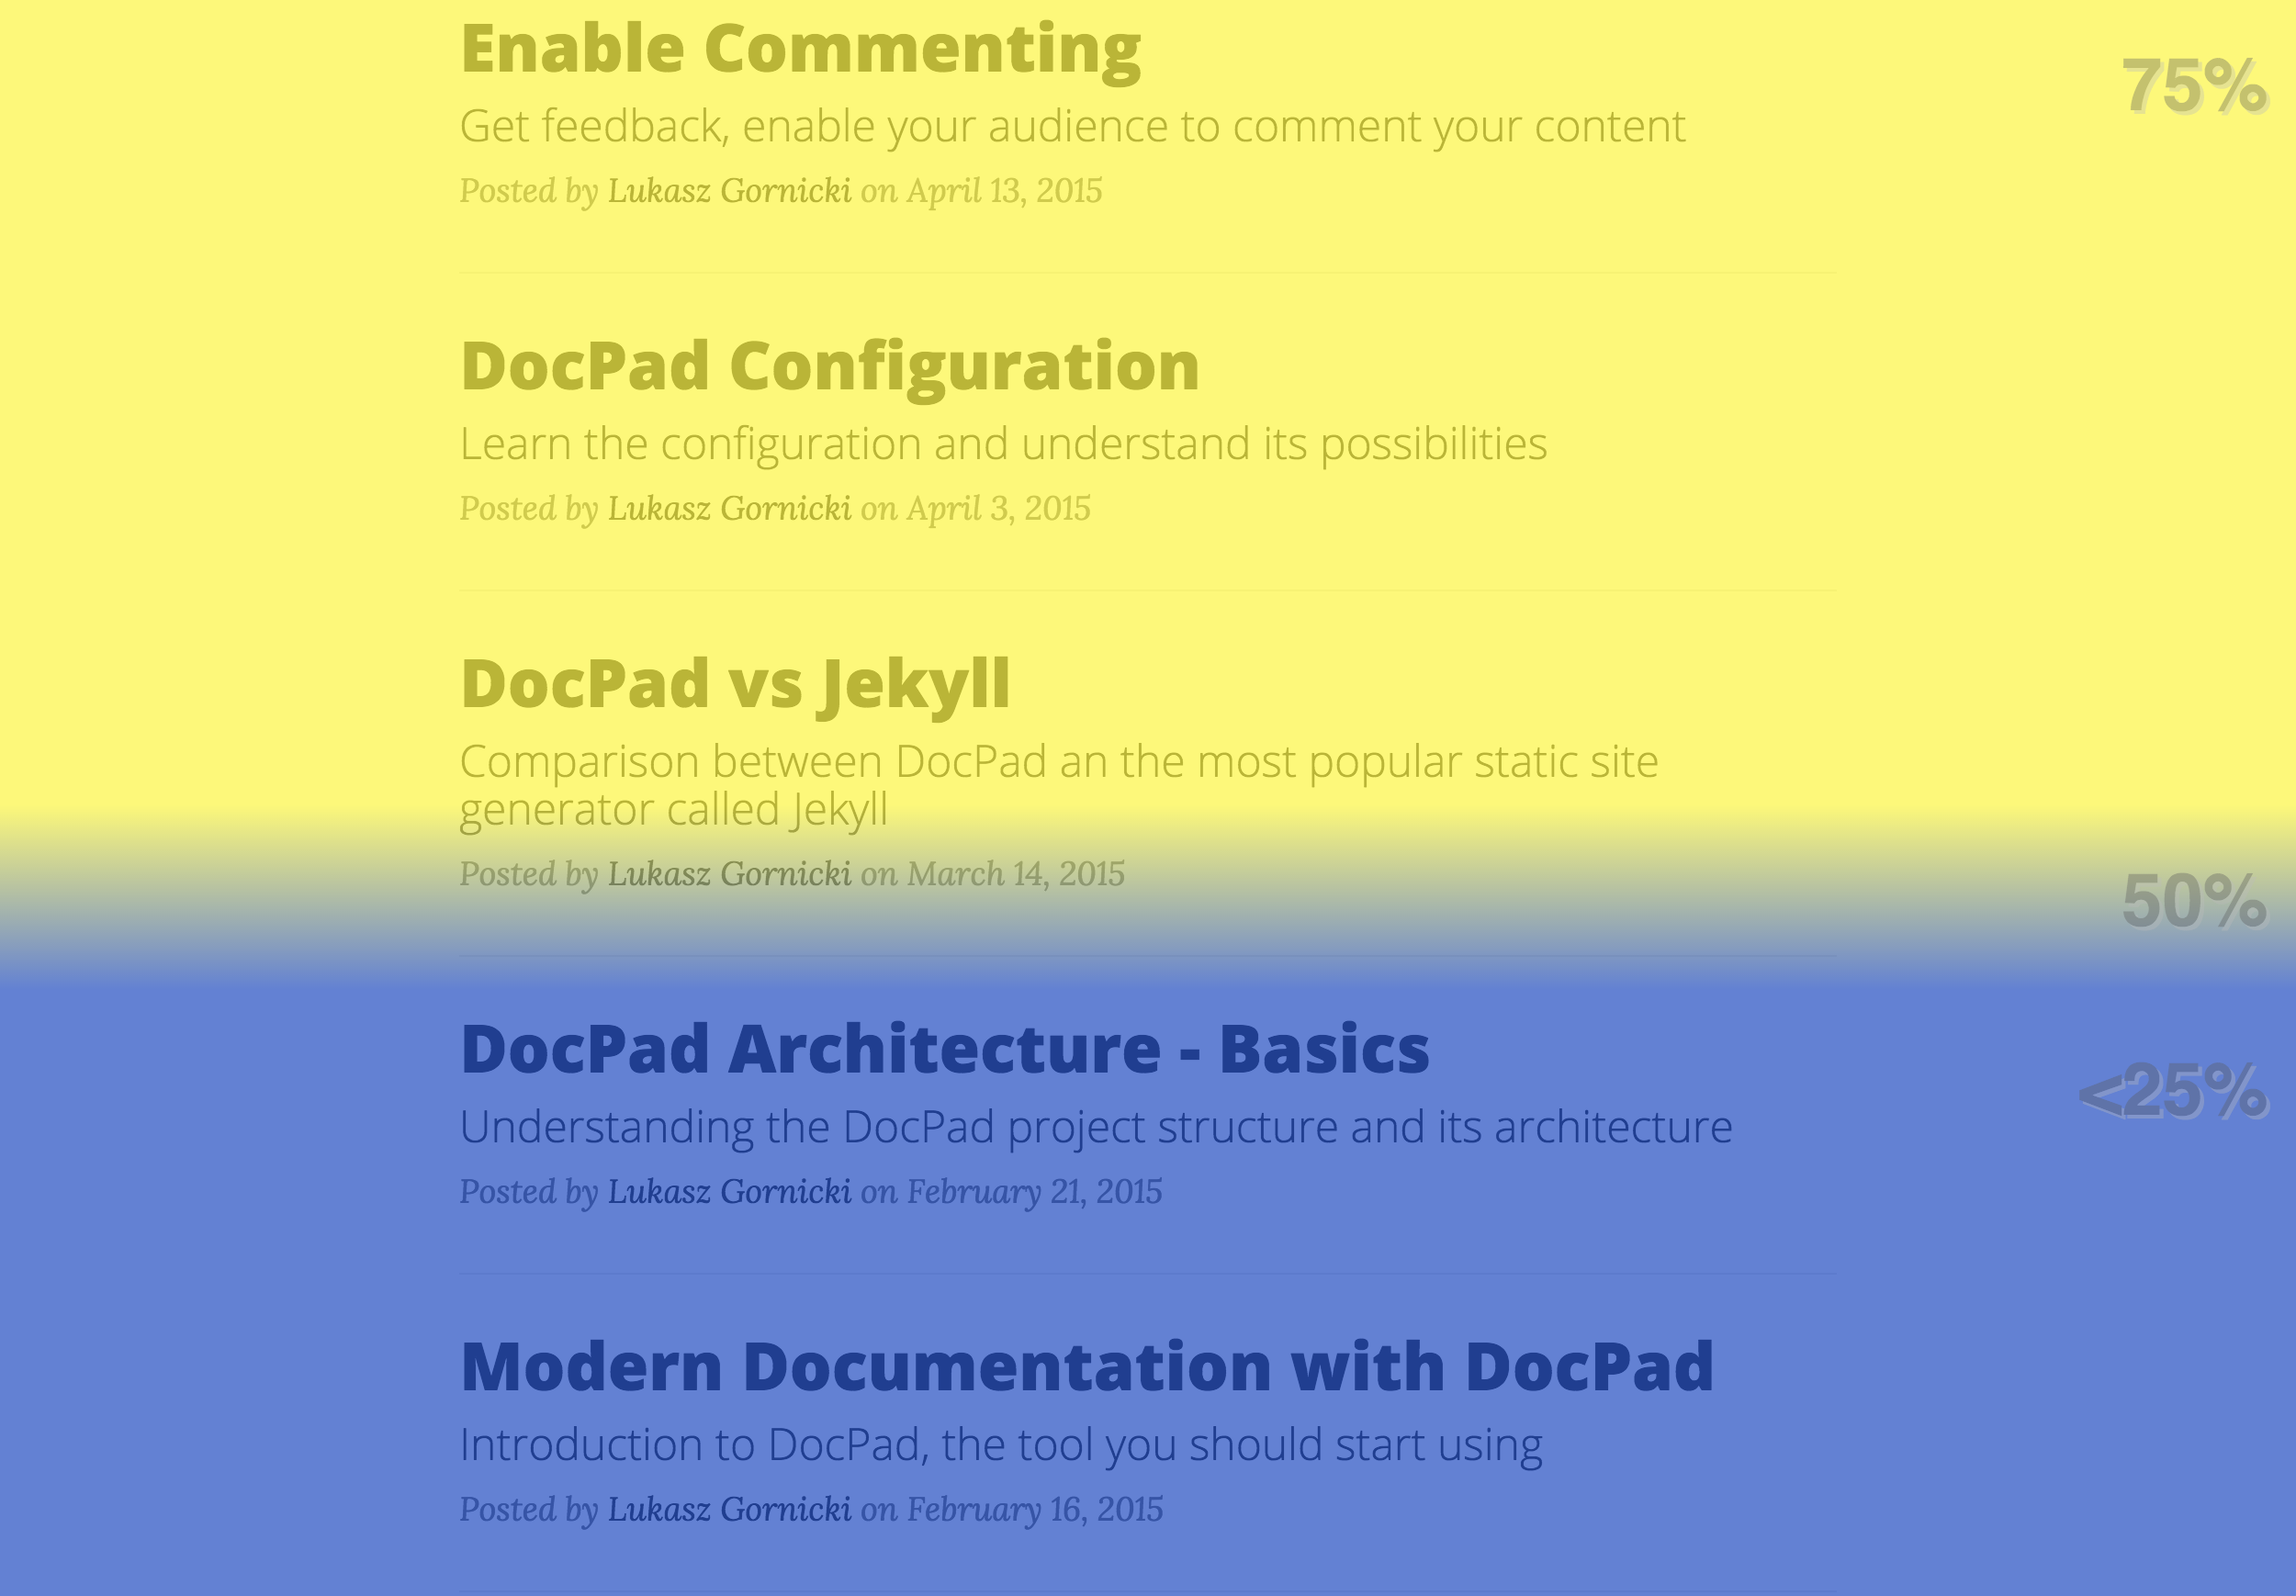 Enable Commenting
75%
Get feedback, enable your audience to comment your content
Posted by Lukasz Gornicki on April 13, 2015
DocPad Configuration
Learn the configuration and understand its possibilities
Posted by Lukasz Gornicki on April 3, 2015
DocPad vs Jekyll
Comparison between DocPad an the most popular static site
generator called Jekyll
Posted by Lukasz Gornicki on March 14, 2015
50%
DocPad Architecture - Basics
<25%
Understanding the DocPad project structure and its architecture
Posted by Lukasz Gornicki on February 21, 2015
Modern Documentation with DocPad
Introduction to DocPad, the tool you should start using
Posted by Lukasz Gornicki on February 16, 2015